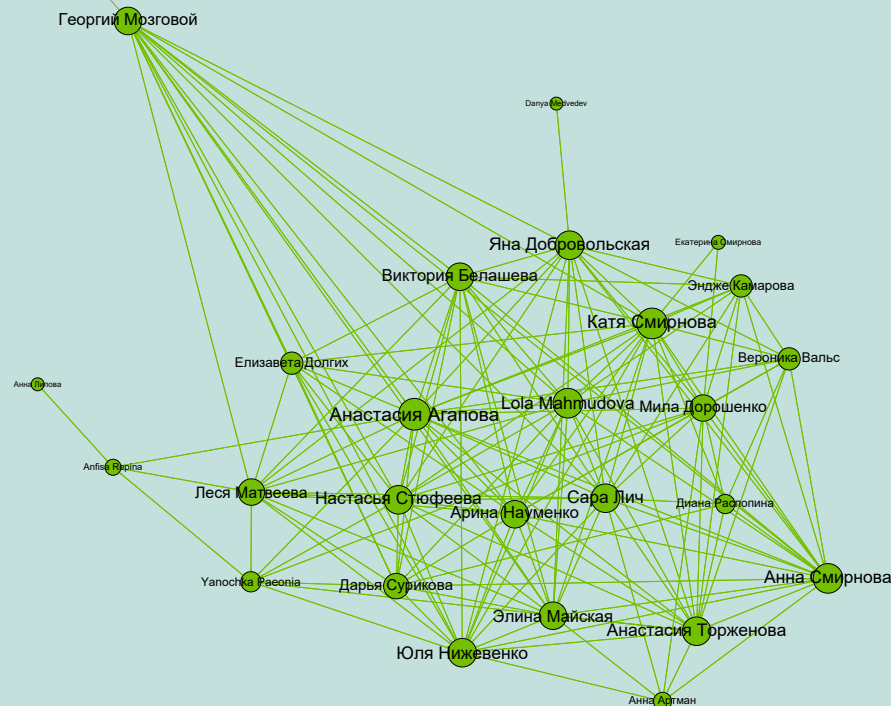 Георгий Мозговой
Danya Medvedev
Яна Добровольская
Екатерина Смирнова
Виктория Белашева
Эндже Камарова
Катя Смирнова
Елизавета Долгих
Вероника Вальс
Анна Липова
Анастасия Агапова
Lola Mahmudova
Мила Дорошенко
Anfisa Repina
Леся Матвеева
Настасья Стюфеева
Сара Лич
Арина Науменко
Диана Распопина
Yanochka Paeonia
Дарья Сурикова
Анна Смирнова
Элина Майская
Анастасия Торженова
Юля Нижевенко
Анна Артман